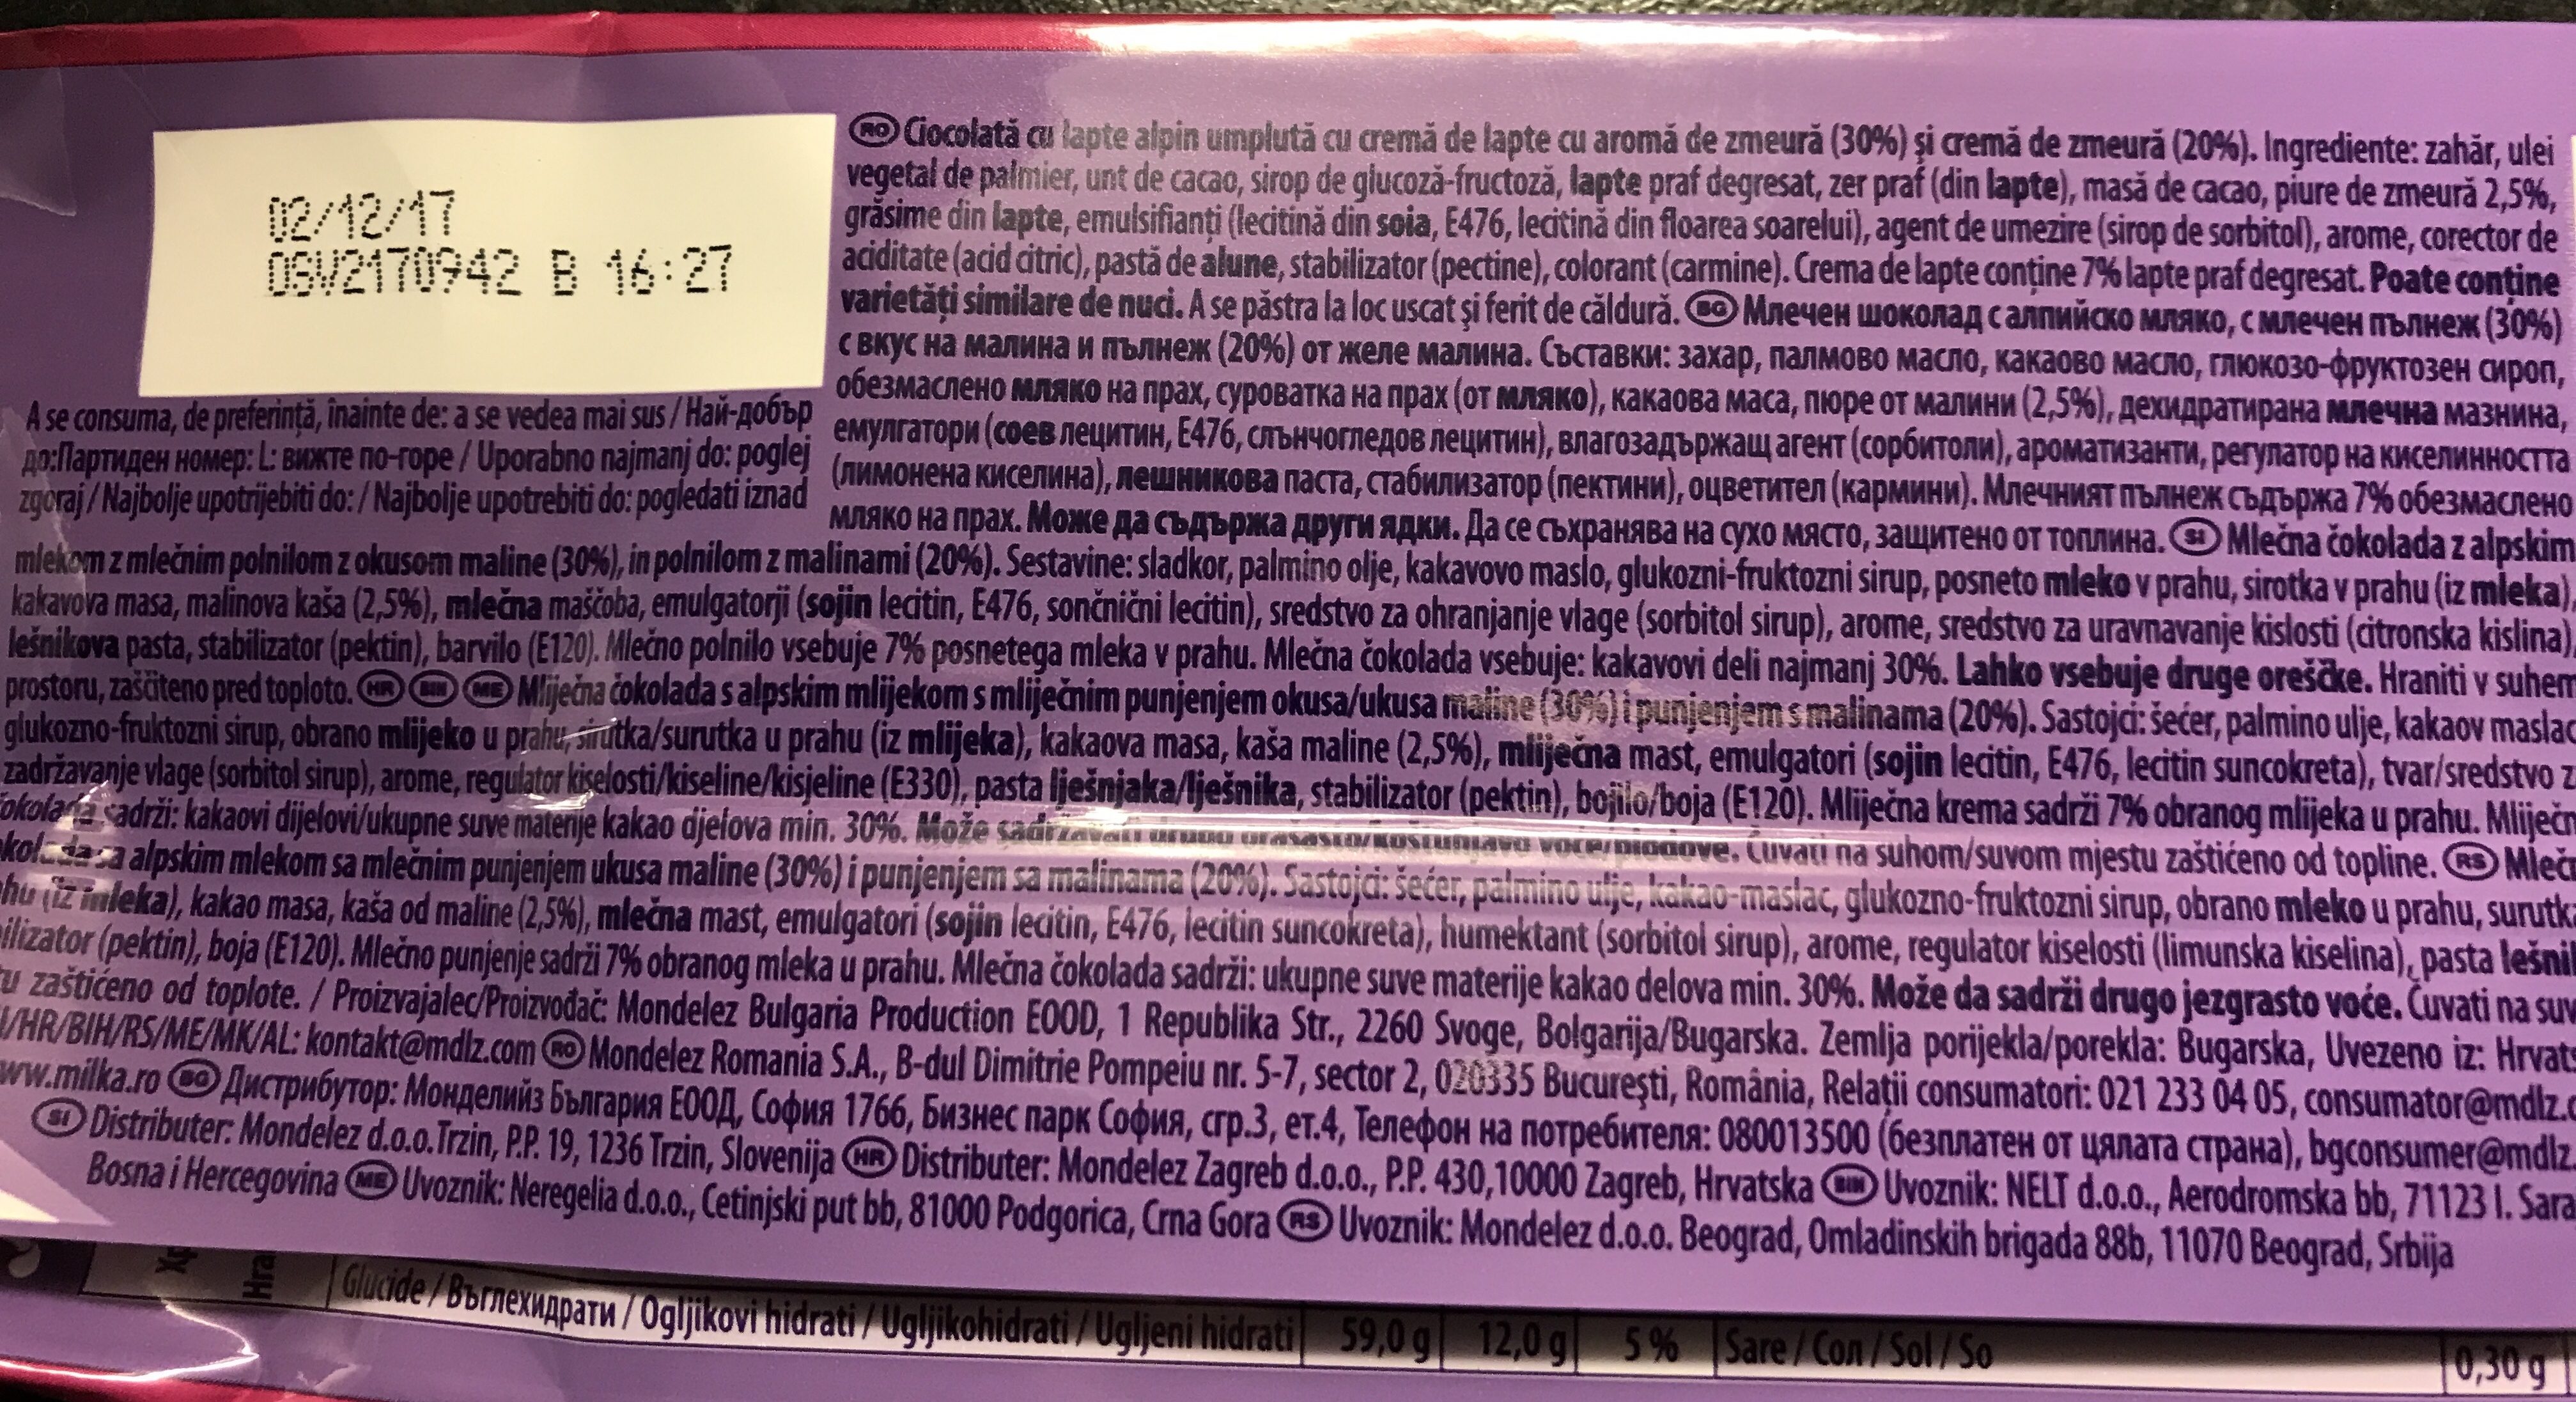 02/12/17
OSV2170942 B 16:27
A se consuma, de preferinţă, înainte de: a se vedea mai sus / Най-добър
до:Партиден номер: L: вижте по-горе / Uporabno najmanj do: poglej
zgoraj / Najbolje upotrijebiti do: / Najbolje upotrebiti do: pogledati iznad
RO Ciocolată cu lapte alpin umplută cu cremă de lapte cu aromă de zmeură (30%) şi cremă de zmeură (20%). Ingrediente: zahăr, ulei
vegetal de palmier, unt de cacao, sirop de glucoză-fructoză, lapte praf degresat, zer praf (din lapte), masă de cacao, piure de zmeură 2,5%,
grăsime din lapte, emulsifianţi (lecitină din soia, E476, lecitină din floarea soarelui), agent de umezire (sirop de sorbitol), arome, corector de
aciditate (acid citric), pastă de alune, stabilizator (pectine), colorant (carmine). Crema de lapte conţine 7% lapte praf degresat. Poate conţine
varietăţi similare de nuci. A se păstra la loc uscat şi ferit de căldură. BG Млечен шоколад с алпийско мляко, с млечен пълнеж (30%)
с вкус на малина и пълнеж (20%) от желе малина. Съставки: захар, палмово масло, какаово масло, глюкозо-фруктозен сироп,
обезмаслено мляко на прах, суроватка на прах (от мляко), какаова маса, пюре от малини (2,5%), дехидратирана млечна мазнина,
емулгатори (соев лецитин, E476, слънчогледов лецитин), влагозадържащ агент (сорбитоли), ароматизанти, регулатор на киселинността
(лимонена киселина), лешникова паста, стабилизатор (пектини), оцветител (кармини). Млечният пълнеж съдържа 7% обезмаслено
мляко на прах. Може да съдържа други ядки. Да се съхранява на сухо място, защитено от топлина. SI Mlečna čokolada z alpskim
mlekom z mlečnim polnilom z okusom maline (30%), in polnilom z malinami (20%). Sestavine: sladkor, palmino olje, kakavovo maslo, glukozni-fruktozni sirup, posneto mleko v prahu, sirotka v prahu (iz mleka),
kakavova masa, malinova kaša (2,5%), mlečna maščoba, emulgatorji (sojin lecitin, E476, sončnični lecitin), sredstvo za ohranjanje vlage (sorbitol sirup), arome, sredstvo za uravnavanje kislosti (citronska kislina),
lešnikova pasta, stabilizator (pektin), barvilo (E120). Mlečno polnilo vsebuje 7% posnetega mleka v prahu. Mlečna čokolada vsebuje: kakavovi deli najmanj 30%. Lahko vsebuje druge oreščke. Hraniti v suhem
prostoru, zaščiteno pred toploto. HR BIH ME Mliječna čokolada s alpskim mlijekom s mliječnim punjenjem okusa/ukusa maline (30%) i punjenjem s malinama (20%). Sastojci: šećer, palmino ulje, kakaov maslac
glukozno-fruktozni sirup, obrano mlijeko u prahu, sirutka/surutka u prahu (iz mlijeka), kakaova masa, kaša maline (2,5%), mliječna mast, emulgatori (sojin lecitin, E476, lecitin suncokreta), tvar/sredstvo z
zadržavanje vlage (sorbitol sirup), arome, regulator kiselosti/kiseline/kisjeline (E330), pasta lješnjaka/lješnika, stabilizator (pektin), bojilo/boja (E120). Mliječna krema sadrži 7% obranog mlijeka u prahu. Mliječn
okolada sadrži: kakaovi dijelovi/ukupne suve materije kakao djelova min. 30%. Može sadržavati drugo orašasto/koštunjavo voće/plodove. Čuvati na suhom/suvom mjestu zaštićeno od topline. RS Mleč
kolada sa alpskim mlekom sa mlečnim punjenjem ukusa maline (30%) i punjenjem sa malinama (20%). Sastojci: šećer, palmino ulje, kakao-maslac, glukozno-fruktozni sirup, obrano mleko u prahu, surutk
hu (iz mleka), kakao masa, kaša od maline (2,5%), mlečna mast, emulgatori (sojin lecitin, E476, lecitin suncokreta), humektant (sorbitol sirup), arome, regulator kiselosti (limunska kiselina), pasta lešni
ilizator (pektin), boja (E120). Mlečno punjenje sadrži 7% obranog mleka u prahu. Mlečna čokolada sadrži: ukupne suve materije kakao delova min. 30%. Može da sadrži drugo jezgrasto voće. Čuvati na suv
u zaštićeno od toplote. / Proizvajalec/Proizvođač: Mondelez Bulgaria Production EOOD, 1 Republika Str., 2260 Svoge, Bolgarija/Bugarska. Zemlja porijekla/porekla: Bugarska, Uvezeno iz: Hrvats
/HR/BIH/RS/ME/MK/AL: kontakt@mdlz.com RO Mondelez Romania S.A., B-dul Dimitrie Pompeiu nr. 5-7, sector 2, 020335 Bucureşti, România, Relaţii consumatori: 021 233 04 05, consumator@mdlz.c
ww.milka.ro BG Дистрибутор: Монделийз България ЕООД, София 1766, Бизнес парк София, сгр.3, ет.4, Телефон на потребителя: 080013500 (безплатен от цялата страна), bgconsumer@mdlz.
SI Distributer: Mondelez d.o.o.Trzin, P.P. 19, 1236 Trzin, Slovenija HR Distributer: Mondelez Zagreb d.o.o., P.P. 430,10000 Zagreb, Hrvatska BIH Uvoznik: NELT d.o.o., Aerodromska bb, 71123 I. Sara
Bosna i Hercegovina ME Uvoznik: Neregelia d.o.o., Cetinjski put bb, 81000 Podgorica, Crna Gora RS Uvoznik: Mondelez d.o.o. Beograd, Omladinskih brigada 88b, 11070 Beograd, Srbija
Hra
Glucide / Въглехидрати / Ogljikovi hidrati / Ugljikohidrati / Ugljeni hidrati 59,0 g 12,0 g 5 % Sare / Сол / Sol / So 0,30 g